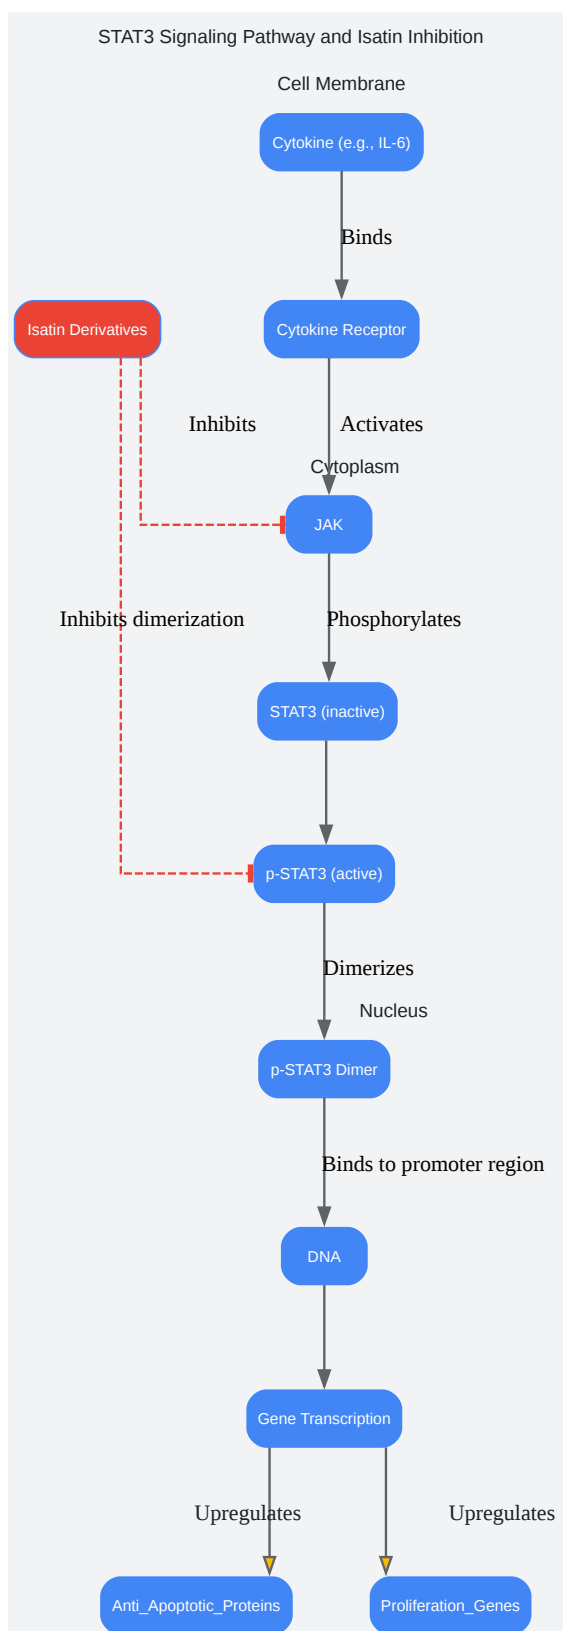 STAT3 Signaling Pathway and Isatin Inhibition
Cell Membrane
Cytokine (e.g., IL-6)
Binds
Isatin Derivatives
Cytokine Receptor
Inhibits
Activates
Cytoplasm
JAK
Inhibits dimerization
Phosphorylates
STAT3 (inactive)
p-STAT3 (active)
Dimerizes
Nucleus
p-STAT3 Dimer
Binds to promoter region
DNA
Gene Transcription
Upregulates
Upregulates
Anti_Apoptotic_Proteins
Proliferation_Genes